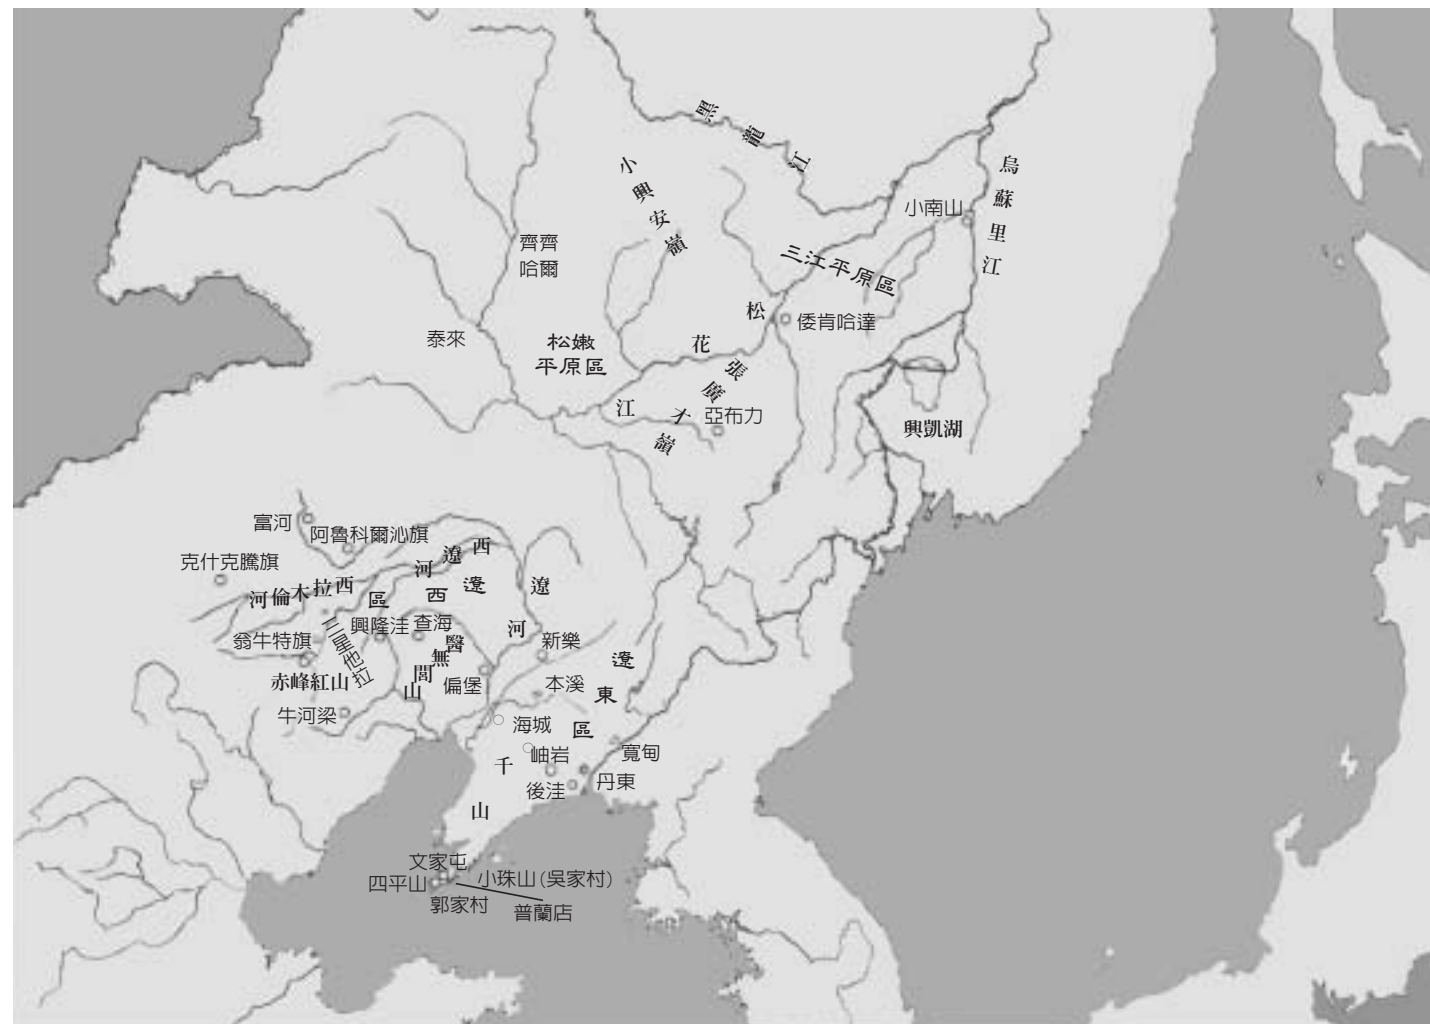 黑龍江
小興安嶺
烏蘇里江
小南山
齊齊
哈爾
三江平原區
松花江
倭肯哈達
泰來
松嫩
平原區
張廣才嶺
亞布力
興凱湖
富河
阿魯科爾沁旗
克什克騰旗
西遼河
西拉木倫河
遼西區
遼河
三星他拉
興隆洼
查海
翁牛特旗
醫無閭山
新樂
遼東區
赤峰紅山
偏堡
本溪
牛河梁
海城
岫岩
寬甸
千山
後洼
丹東
文家屯
四平山
小珠山(吳家村)
郭家村
普蘭店